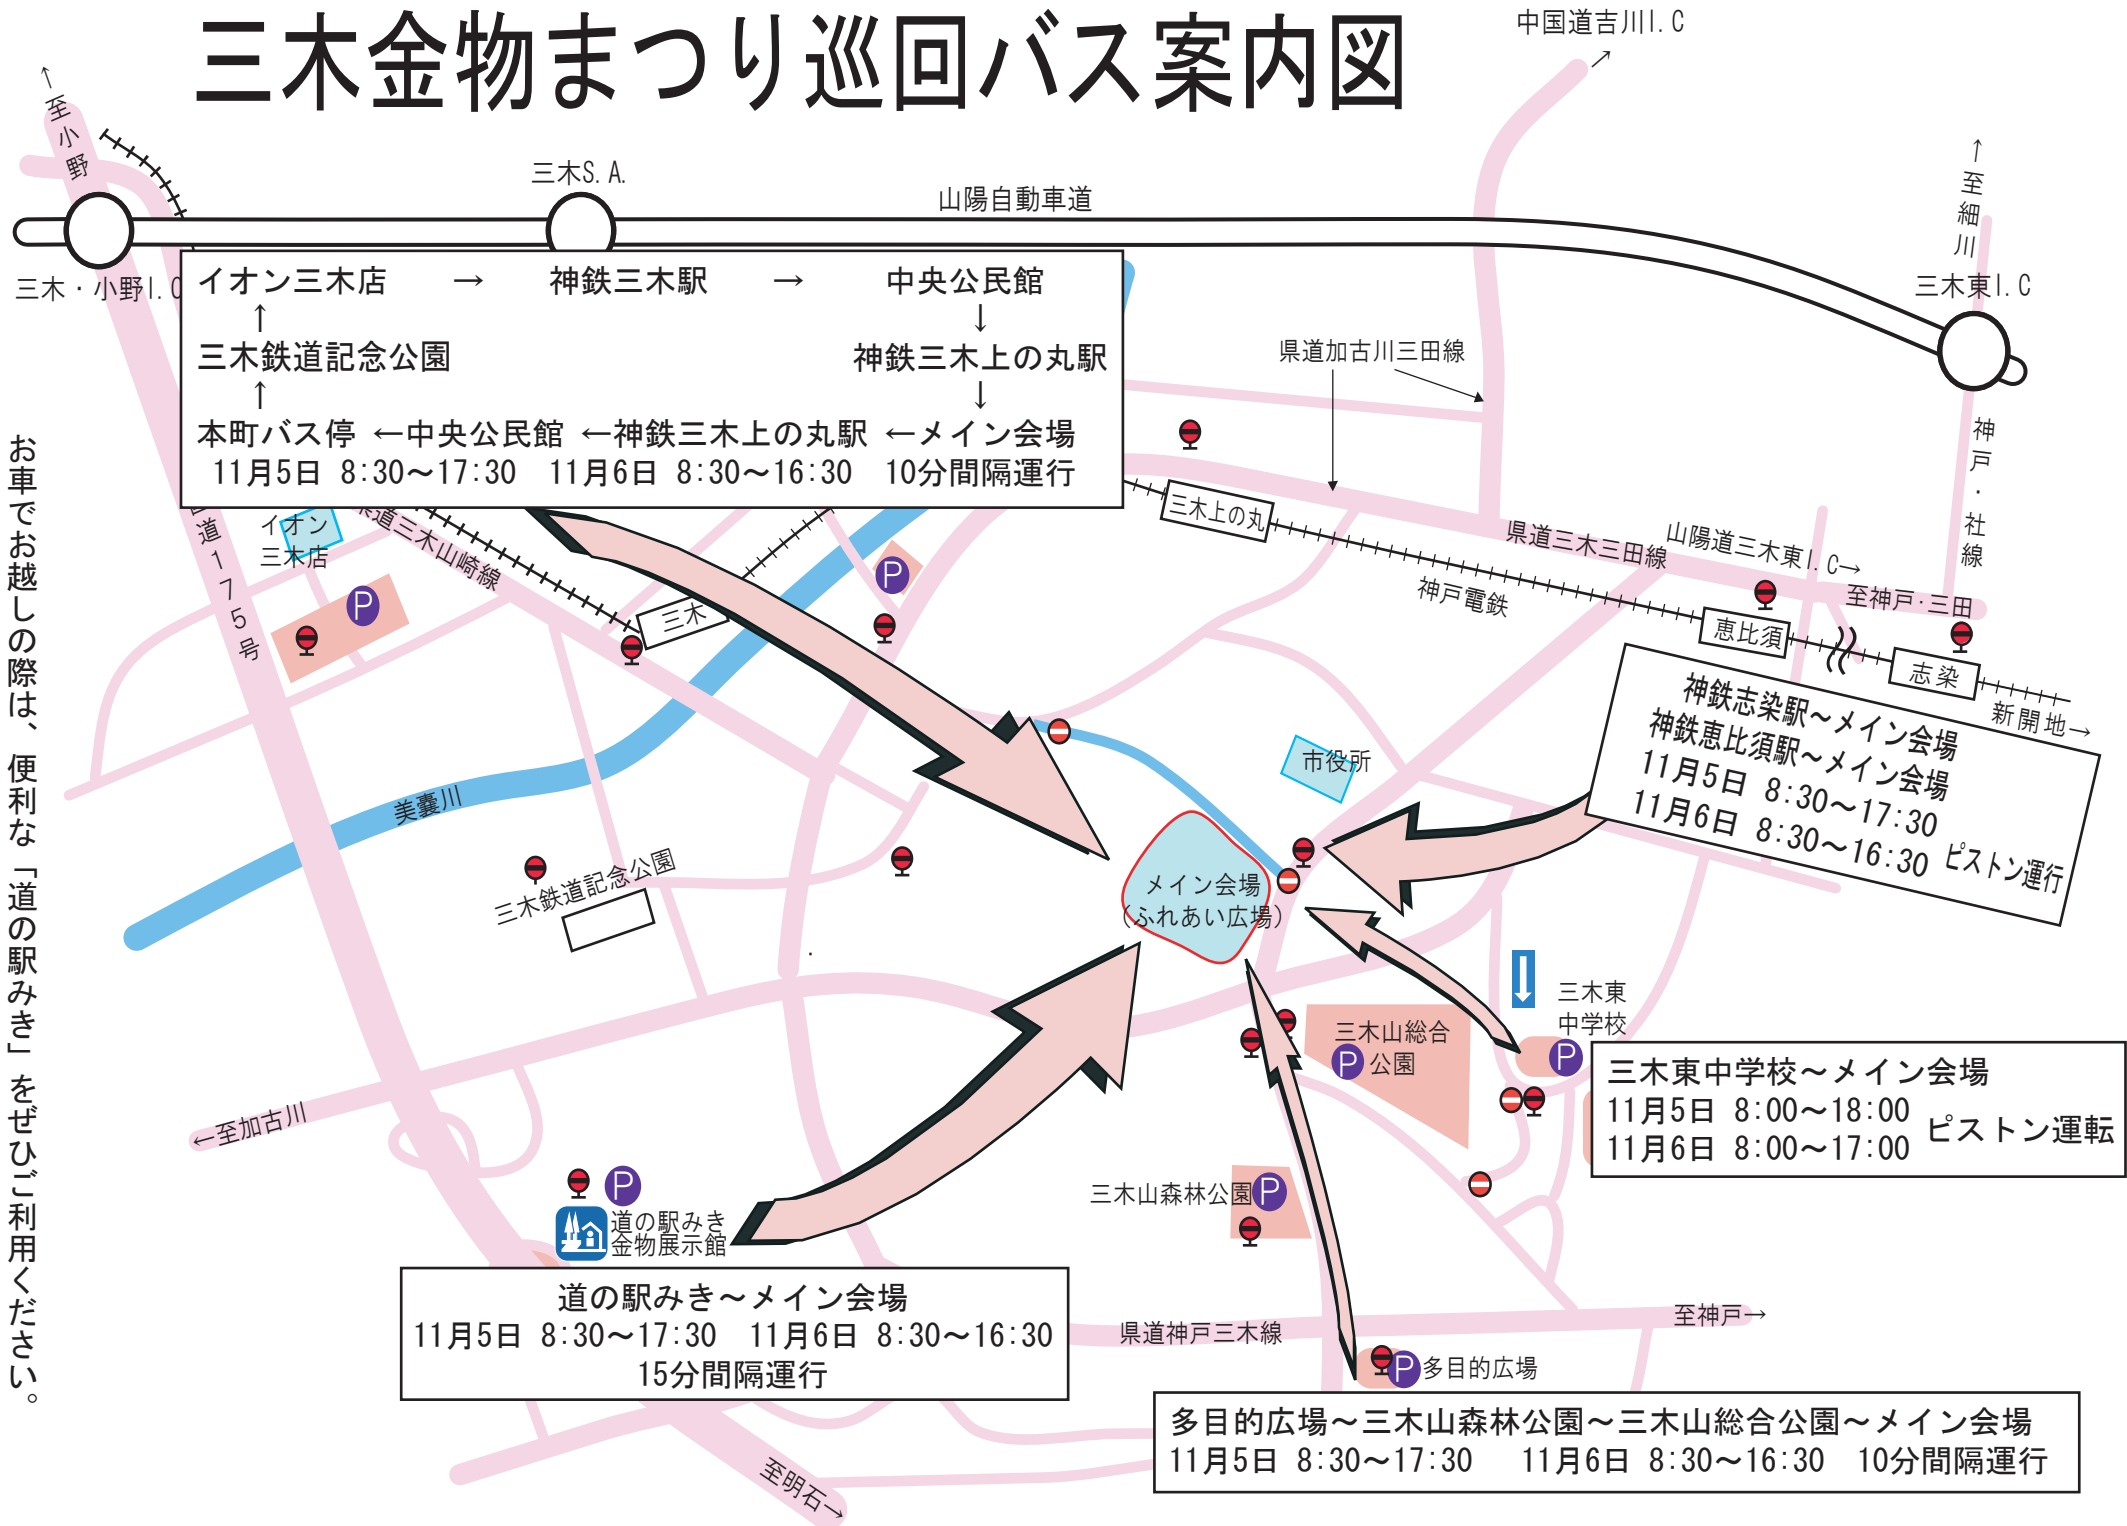 三木金物まつり巡回バス案内図
中国道吉川I.C
↗
←至小野
三木S.A.
山陽自動車道
←至細川
三木・小野I.C
三木東I.C
イオン三木店 → 神鉄三木駅 → 中央公民館
↑ ↓
三木鉄道記念公園 神鉄三木上の丸駅
↑ ↓
本町バス停 ←中央公民館 ←神鉄三木上の丸駅 ←メイン会場
11月5日 8:30～17:30 11月6日 8:30～16:30 10分間隔運行
県道加古川三田線
神戸・社線
お車でお越しの際は、便利な「道の駅みき」をぜひご利用ください。
イオン
三木店
道175号
道三木山崎線
三木上の丸
県道三木三田線
山陽道三木東I.C→
至神戸・三田
神戸電鉄
恵比須
志染
新開地→
三木
P
P
神鉄志染駅～メイン会場
神鉄恵比須駅～メイン会場
11月5日 8:30～17:30
11月6日 8:30～16:30 ピストン運行
市役所
美嚢川
三木鉄道記念公園
メイン会場
（ふれあい広場）
三木東
中学校
P
三木山総合
P 公園
三木東中学校～メイン会場
11月5日 8:00～18:00
11月6日 8:00～17:00 ピストン運転
←至加古川
三木山森林公園 P
P
道の駅みき
金物展示館
道の駅みき～メイン会場
11月5日 8:30～17:30 11月6日 8:30～16:30
15分間隔運行
県道神戸三木線
至神戸→
P 多目的広場
多目的広場～三木山森林公園～三木山総合公園～メイン会場
11月5日 8:30～17:30 11月6日 8:30～16:30 10分間隔運行
至明石→